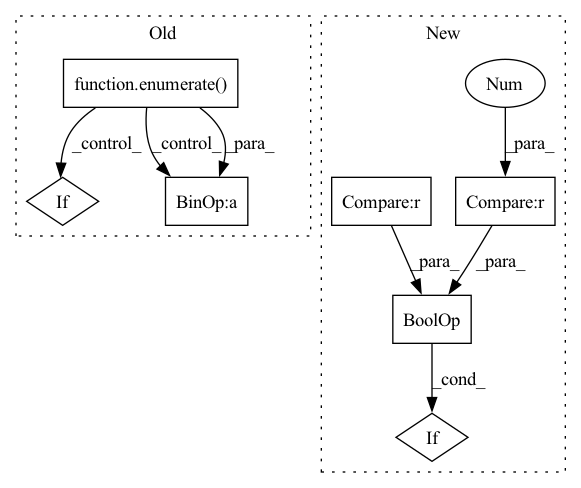 Old
New
function.enumerate()
Num
_control_
_control_
_para_
_para_
If
BinOp:a
Compare:r
Compare:r
_para_
_para_
BoolOp
_cond_
If